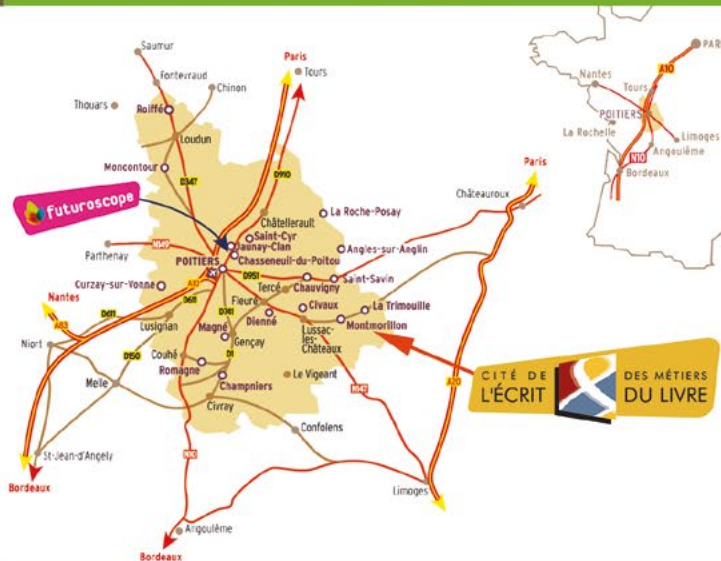 Saumur
Fontevraud
Chinon
Thouars
Roiffé
Loudun
Moncontour
D347
Paris
Tours
D910
futuroscope
Châtellerault
La Roche-Posay
Saint-Cyr
Jaunay-Clan
Chasseneuil-du-Poitou
Angles-sur-Anglin
Parthenay
N149
POITIERS
D951
Saint-Savin
Chauvigny
Tercé
Curzay-sur-Vonne
A10
D611
D741
Fleuré
Civaux
La Trimouille
Nantes
A83
D611
Lusignan
Magné
Dienné
Montmorillon
Niort
D150
Gençay
Lussac-
les-
Châteaux
Couhé
D1
Melle
Romagne
Champniers
Le Vigeant
N147
Civray
Confolens
St-Jean-d'Angely
Bordeaux
N10
Limoges
Angoulême
Bordeaux
Paris
Châteauroux
A20
CITÉ DE
L'ÉCRIT
DES MÉTIERS
DU LIVRE
PAR
A10
Nantes
Tours
POITIERS
La Rochelle
Limoges
Angoulême
N10
Bordeaux